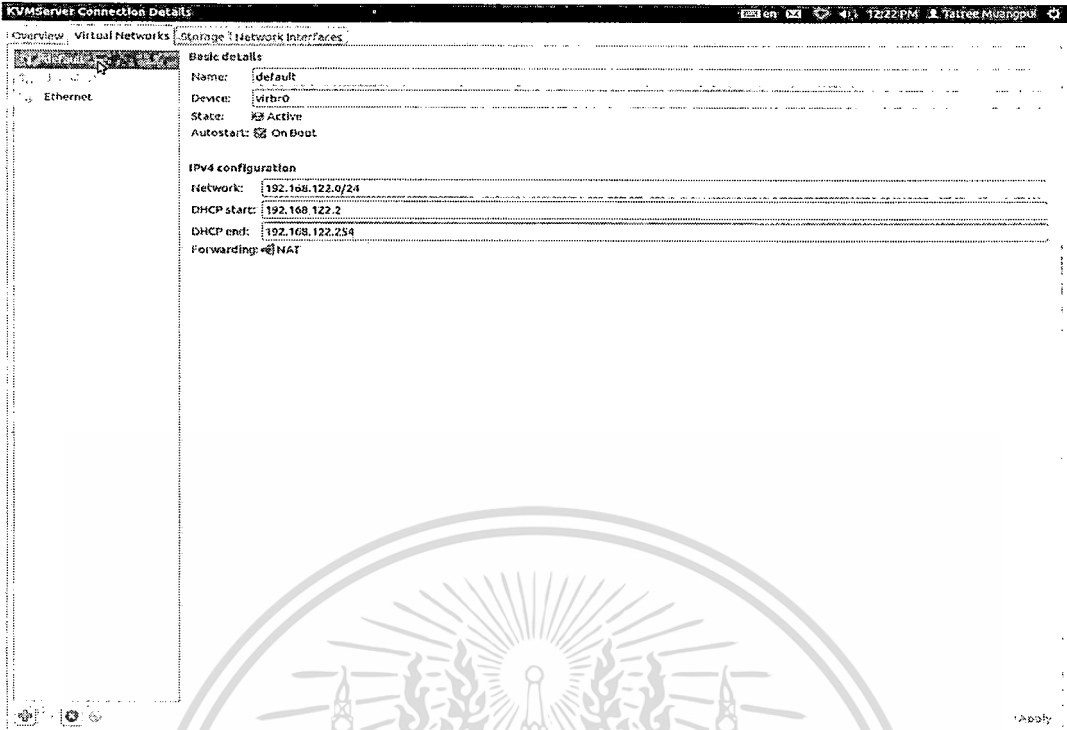 KVMServer Connection Details
en 12:22 PM Tatree Muangpul
Overview Virtual Networks Storage Network Interfaces
default
Ethernet
Basic details
Name: default
Device: virbr0
State: Active
Autostart: On Boot
IPv4 configuration
Network: 192.168.122.0/24
DHCP start: 192.168.122.2
DHCP end: 192.168.122.254
Forwarding: NAT
Apply